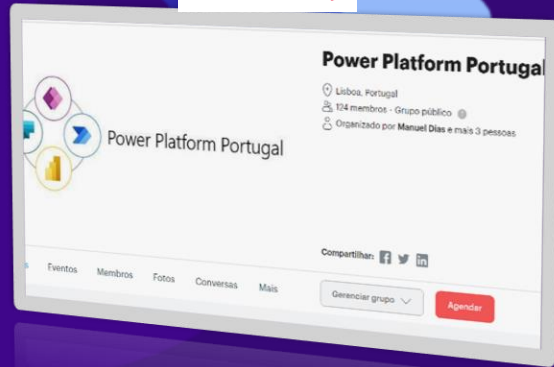 Power Platform Portugal
Lisboa, Portugal
124 membros - Grupo público
Organizado por Manuel Dias e mais 3 pessoas
Power Platform Portugal
Compartilhar:
Eventos Membros Fotos Conversas Mais
Gerenciar grupo Agendar